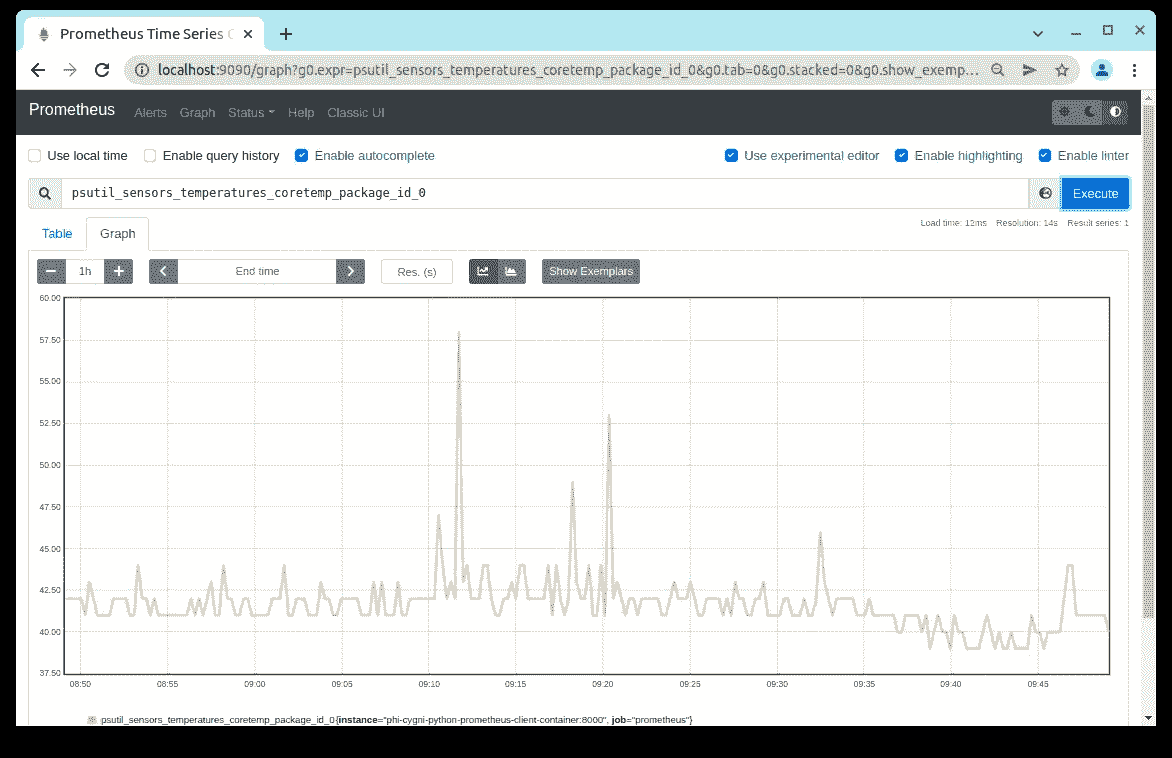 Prometheus Time Series C
localhost:9090/graph?g0.expr=psutil_sensors_temperatures_coretemp_package_id_0&g0.tab=0&g0.stacked=0&g0.show_exemp...
Prometheus Alerts Graph Status Help Classic UI
Use local time Enable query history Enable autocomplete Use experimental editor Enable highlighting Enable linter
psutil_sensors_temperatures_coretemp_package_id_0 Execute
Load time: 12ms Resolution: 14s Result series: 1
Table Graph
− 1h + End time Res. (s) Show Exemplars
60.00
57.50
55.00
52.50
50.00
47.50
45.00
42.50
40.00
37.50
08:50 08:55 09:00 09:05 09:10 09:15 09:20 09:25 09:30 09:35 09:40 09:45
psutil_sensors_temperatures_coretemp_package_id_0{instance="phi-cygni-python-prometheus-client-container:8000", job="prometheus"}